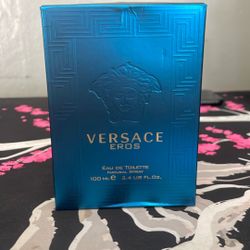 VERSACE
EROS
EAU DE TOILETTE
NATURAL SPRAY
100 ML ℮ 3.4 US FL.OZ.